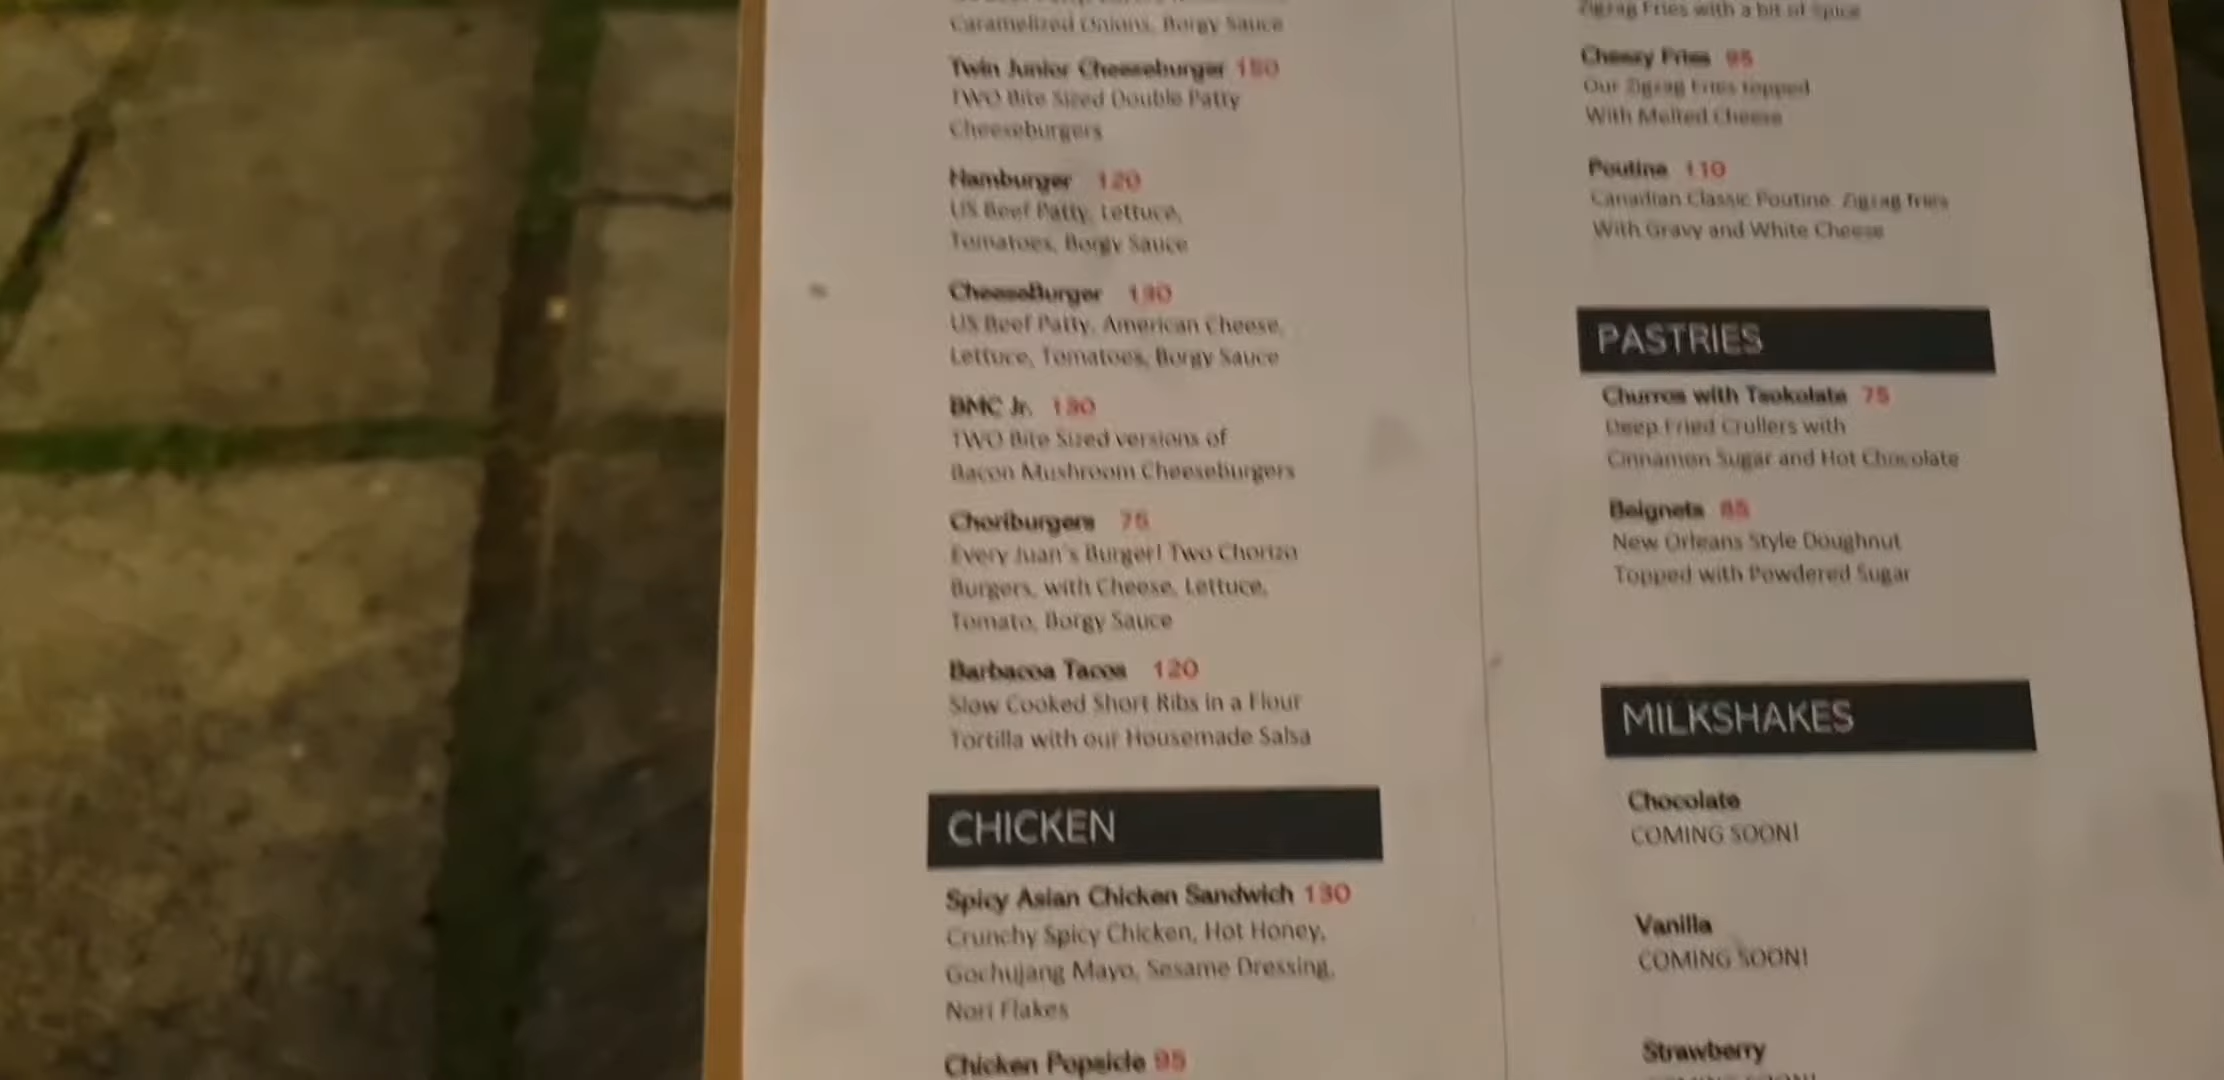 Caramelized Onions, Borgy Sauce
Twin Junior Cheeseburger 150
TWO Bite Sized Double Patty
Cheeseburgers
Hamburger 120
US Beef Patty, Lettuce,
Tomatoes, Borgy Sauce
CheeseBurger 130
US Beef Patty, American Cheese,
Lettuce, Tomatoes, Borgy Sauce
BMC Jr. 130
TWO Bite Sized versions of
Bacon Mushroom Cheeseburgers
Choriburgers 75
Every Juan's Burger! Two Chorizo
Burgers, with Cheese, Lettuce,
Tomato, Borgy Sauce
Barbacoa Tacos 120
Slow Cooked Short Ribs in a Flour
Tortilla with our Housemade Salsa
CHICKEN
Spicy Asian Chicken Sandwich 130
Crunchy Spicy Chicken, Hot Honey,
Gochujang Mayo, Sesame Dressing,
Nori Flakes
Chicken Popsicle 95
Zigzag Fries with a bit of spice
Cheezy Fries 95
Our Zigzag Fries topped
With Melted Cheese
Poutine 110
Canadian Classic Poutine. Zigzag fries
With Gravy and White Cheese
PASTRIES
Churros with Tsokolate 75
Deep Fried Crullers with
Cinnamon Sugar and Hot Chocolate
Beignets 85
New Orleans Style Doughnut
Topped with Powdered Sugar
MILKSHAKES
Chocolate
COMING SOON!
Vanilla
COMING SOON!
Strawberry